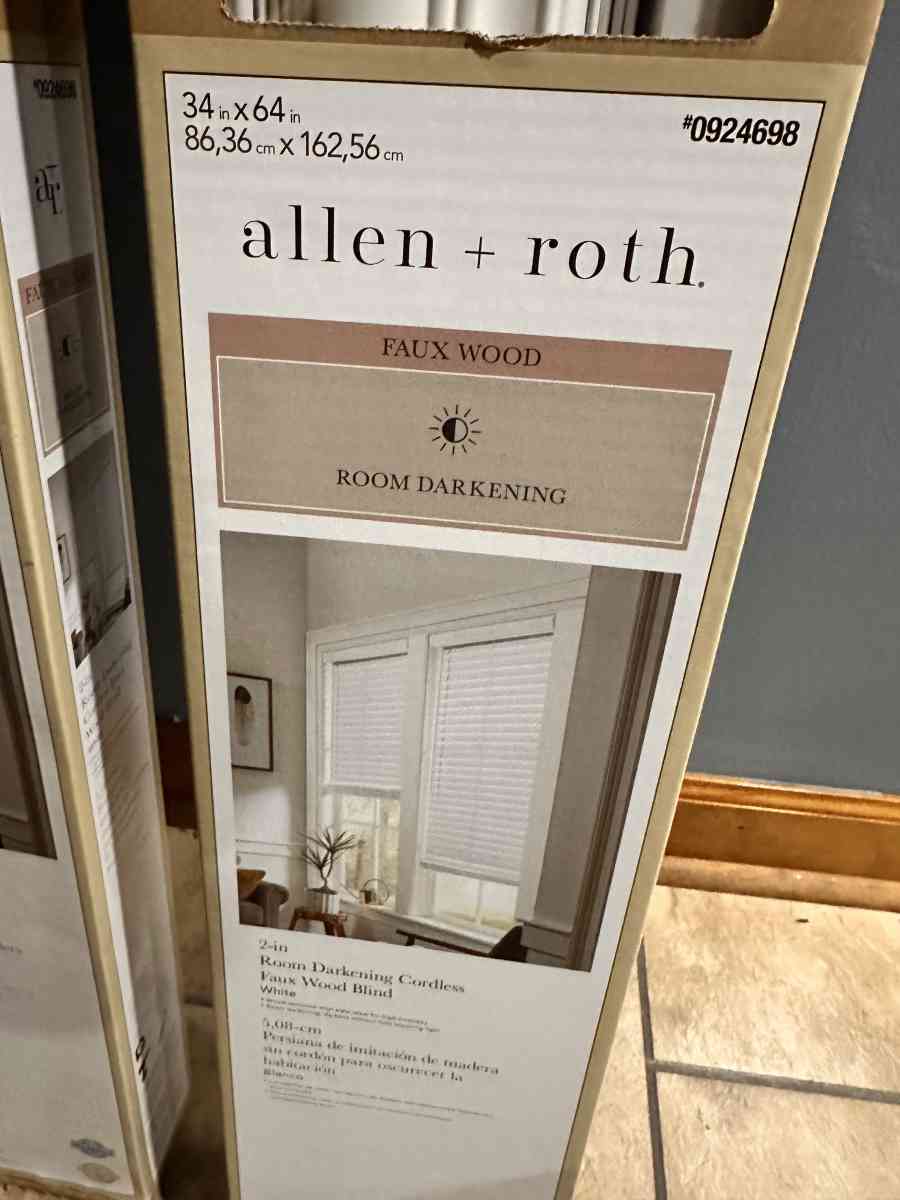 34 in x 64 in
86,36 cm x 162,56 cm
#0924698
allen + roth.
FAUX WOOD
ROOM DARKENING
2-in
Room Darkening Cordless
Faux Wood Blind
White
5,08-cm
Persiana de imitación de madera
sin cordón para oscurecer la
habitación
Blanco
#0924698